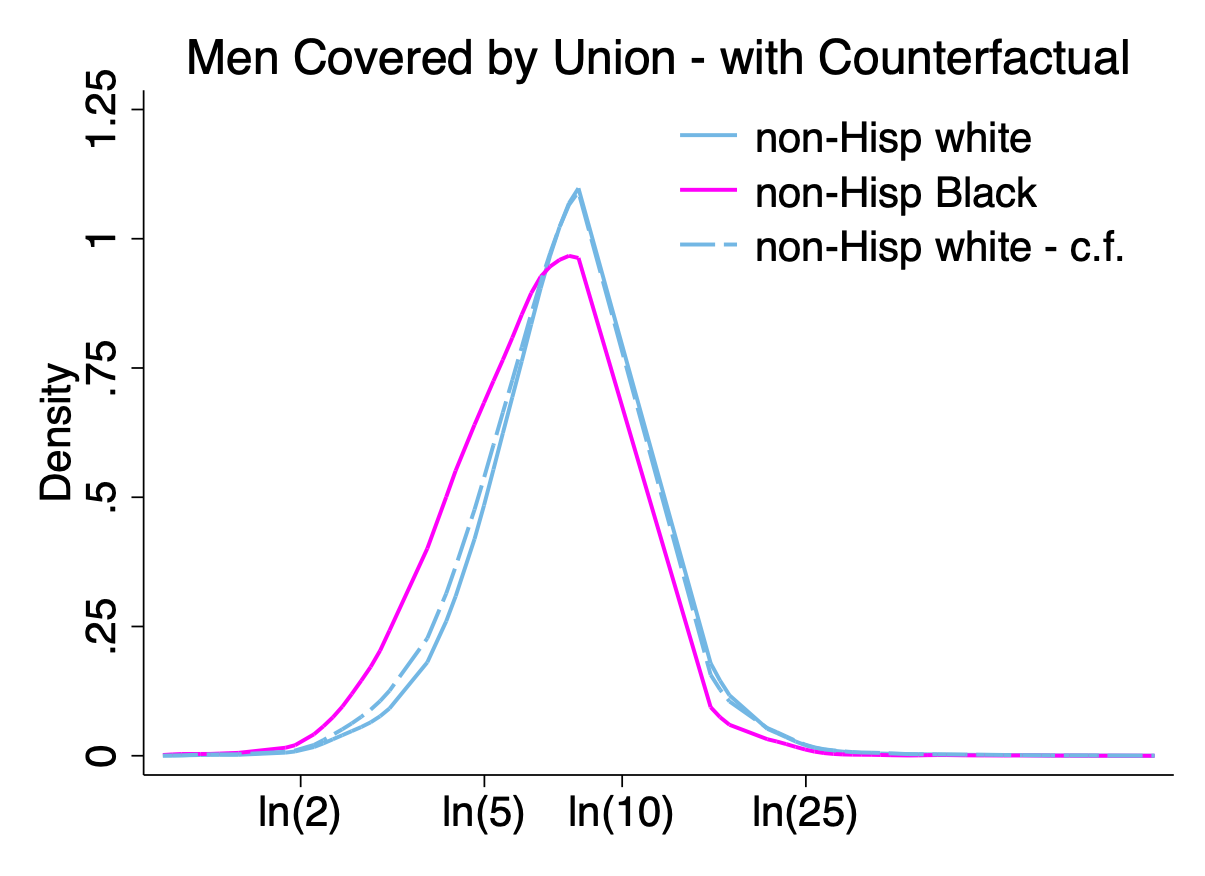 Men Covered by Union - with Counterfactual
non-Hisp white
non-Hisp Black
non-Hisp white - c.f.
Density
1.25
1
.75
.5
.25
0
ln(2)
ln(5)
ln(10)
ln(25)